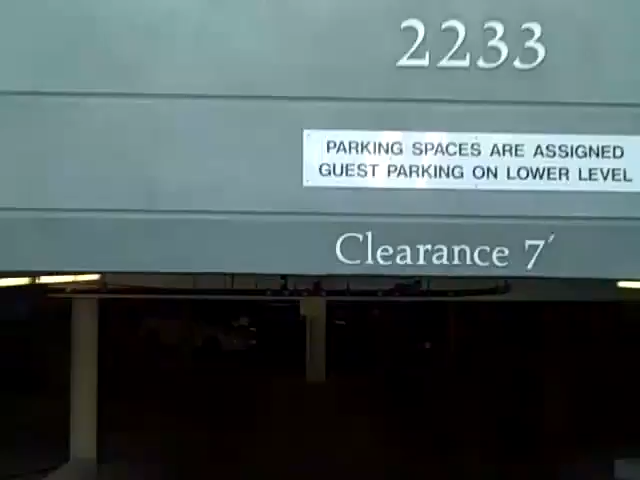 2233
PARKING SPACES ARE ASSIGNED
GUEST PARKING ON LOWER LEVEL
Clearance 7'